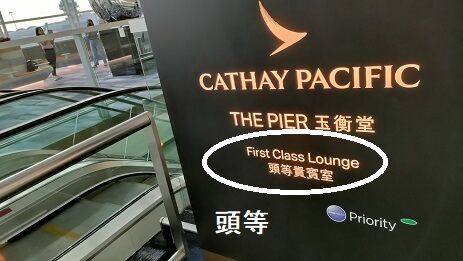 CATHAY PACIFIC
THE PIER 玉衡堂
First Class Lounge
頭等貴賓室
Priority
頭等